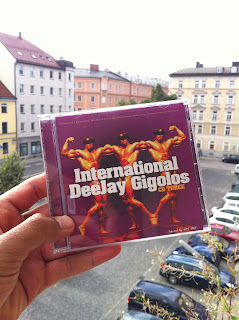 International
DeeJay Gigolos
CD THREE